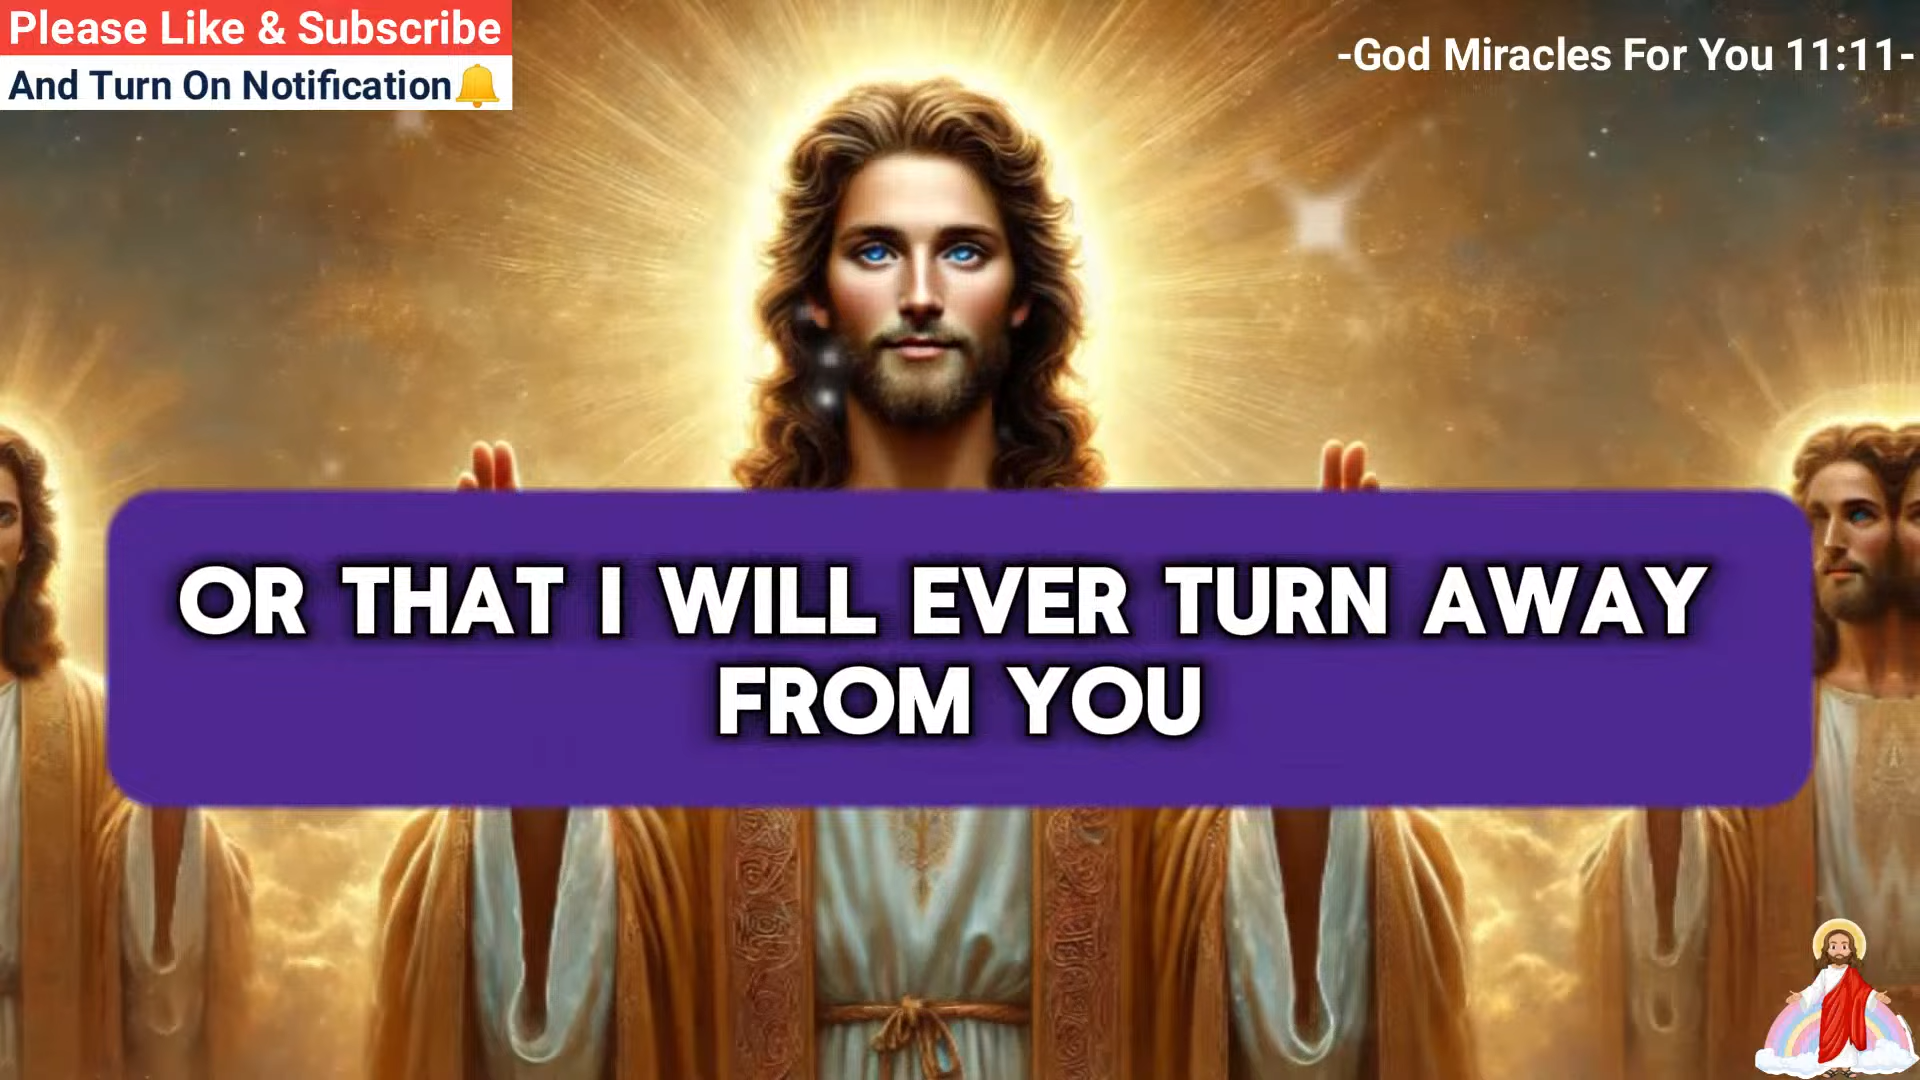 Please Like & Subscribe
And Turn On Notification🔔
-God Miracles For You 11:11-
OR THAT I WILL EVER TURN AWAY
FROM YOU